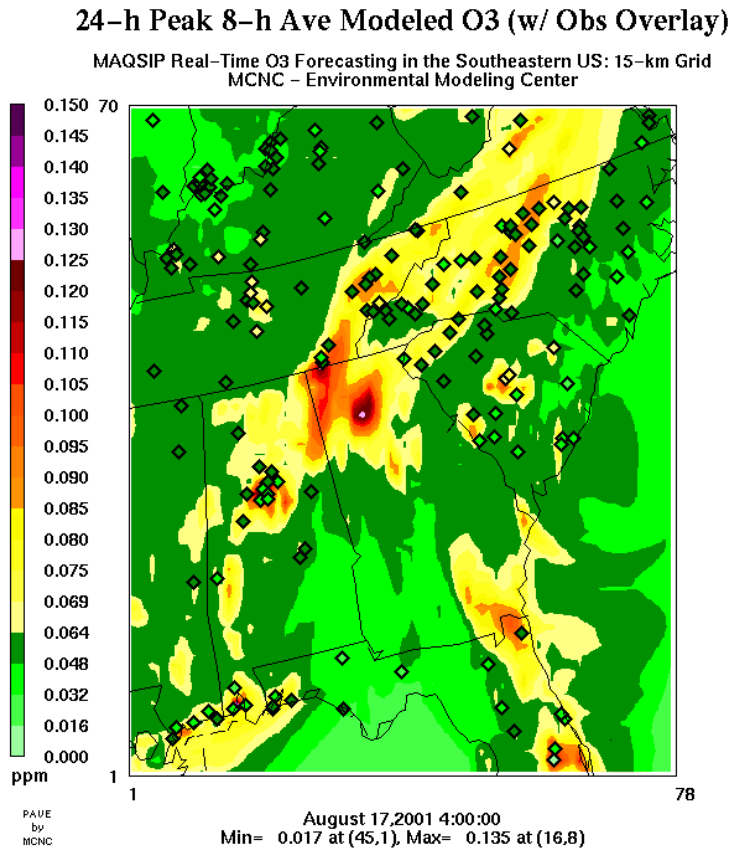 24-h Peak 8-h Ave Modeled O3 (w/ Obs Overlay)
MAQSIP Real-Time O3 Forecasting in the Southeastern US: 15-km Grid
MCNC - Environmental Modeling Center
0.150
0.145
0.140
0.135
0.130
0.125
0.120
0.115
0.110
0.105
0.100
0.095
0.090
0.085
0.080
0.075
0.069
0.064
0.048
0.032
0.016
0.000
ppm
70
1
1
78
PAVE
by
MCNC
August 17,2001 4:00:00
Min= 0.017 at (45,1), Max= 0.135 at (16,8)